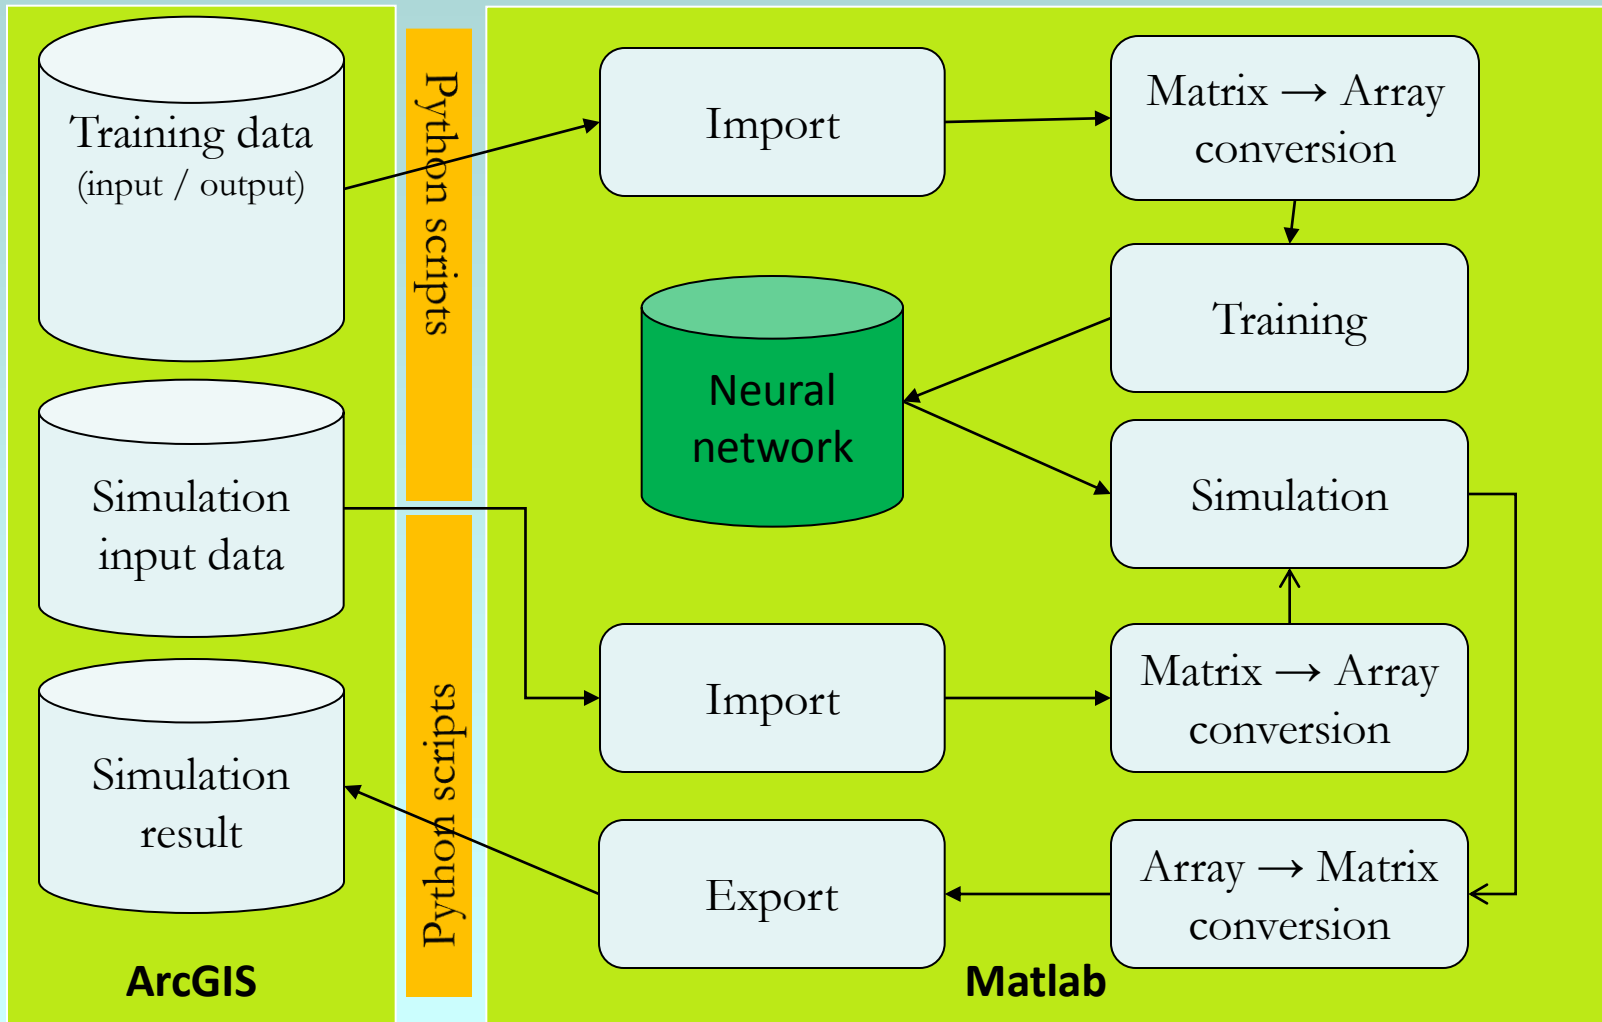 Training data
(input / output)
Simulation
input data
Simulation
result
ArcGIS
Python scripts
Python scripts
Import
Matrix → Array
conversion
Training
Neural
network
Simulation
Import
Matrix → Array
conversion
Export
Array → Matrix
conversion
Matlab